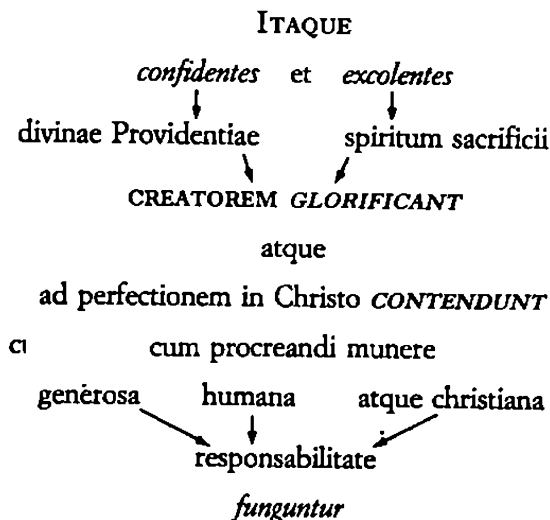 ITAQUE
confidentes et excolentes
divinae Providentiae spiritum sacrificii
CREATOREM GLORIFICANT
atque
ad perfectionem in Christo CONTENDUNT
cum procreandi munere
generosa humana atque christiana
responsabilitate
funguntur